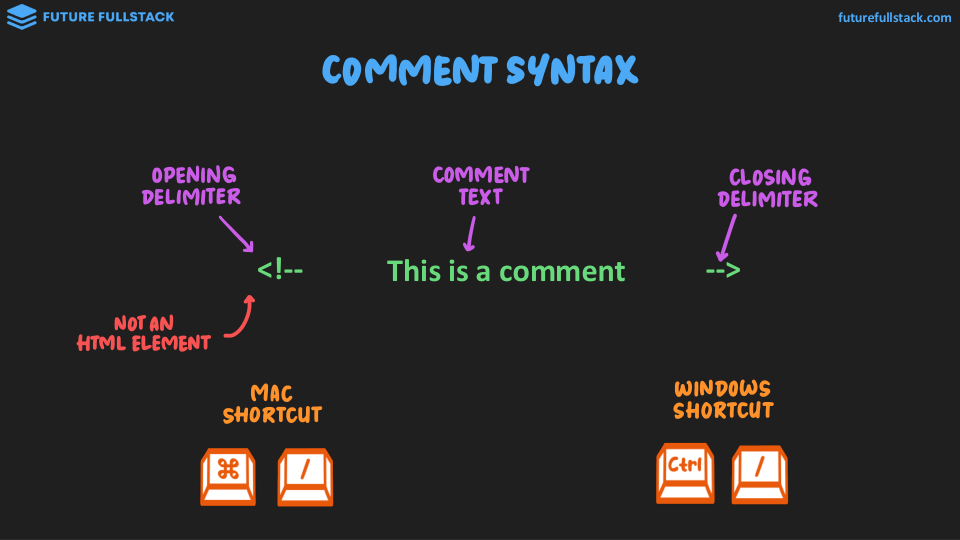 FUTURE FULLSTACK
futurefullstack.com
COMMENT SYNTAX
OPENING
DELIMITER
COMMENT
TEXT
CLOSING
DELIMITER
<!--
This is a comment
-->
NOT AN
HTML ELEMENT
MAC
SHORTCUT
WINDOWS
SHORTCUT
⌘ /
Ctrl /